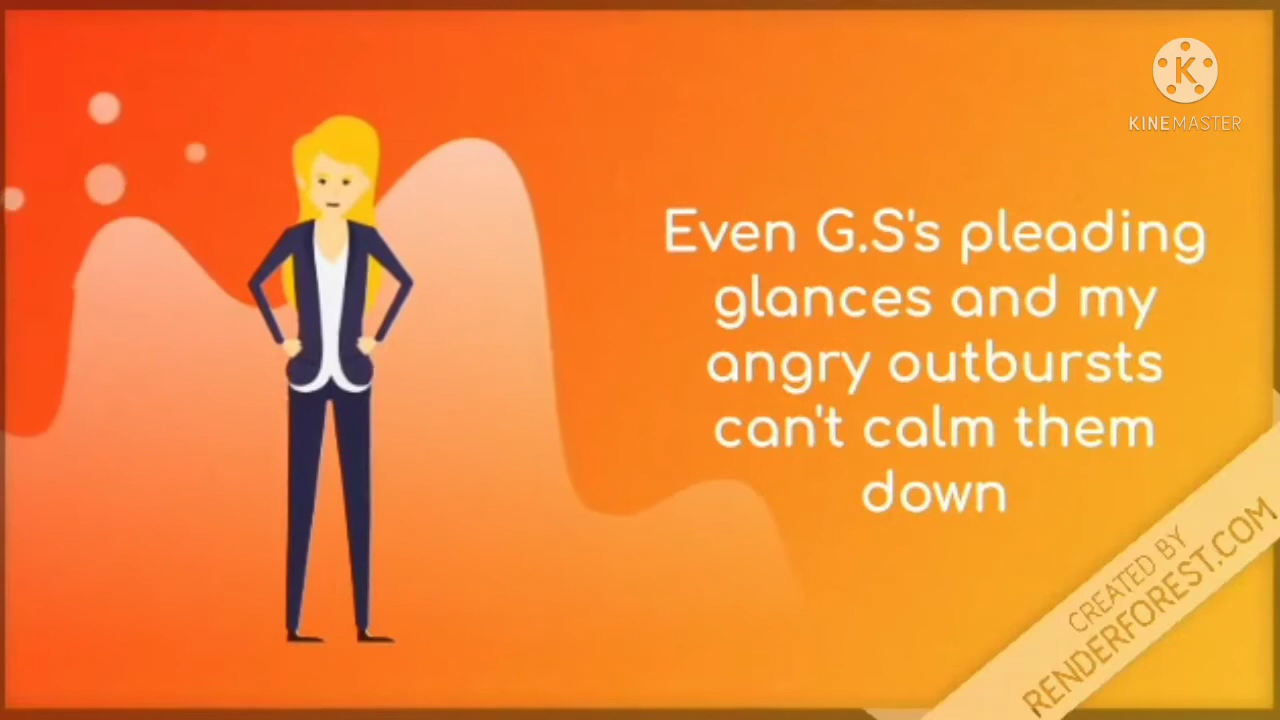 K
KINEMASTER
Even G.S's pleading
glances and my
angry outbursts
can't calm them
down
CREATED BY
RENDERFOREST.COM